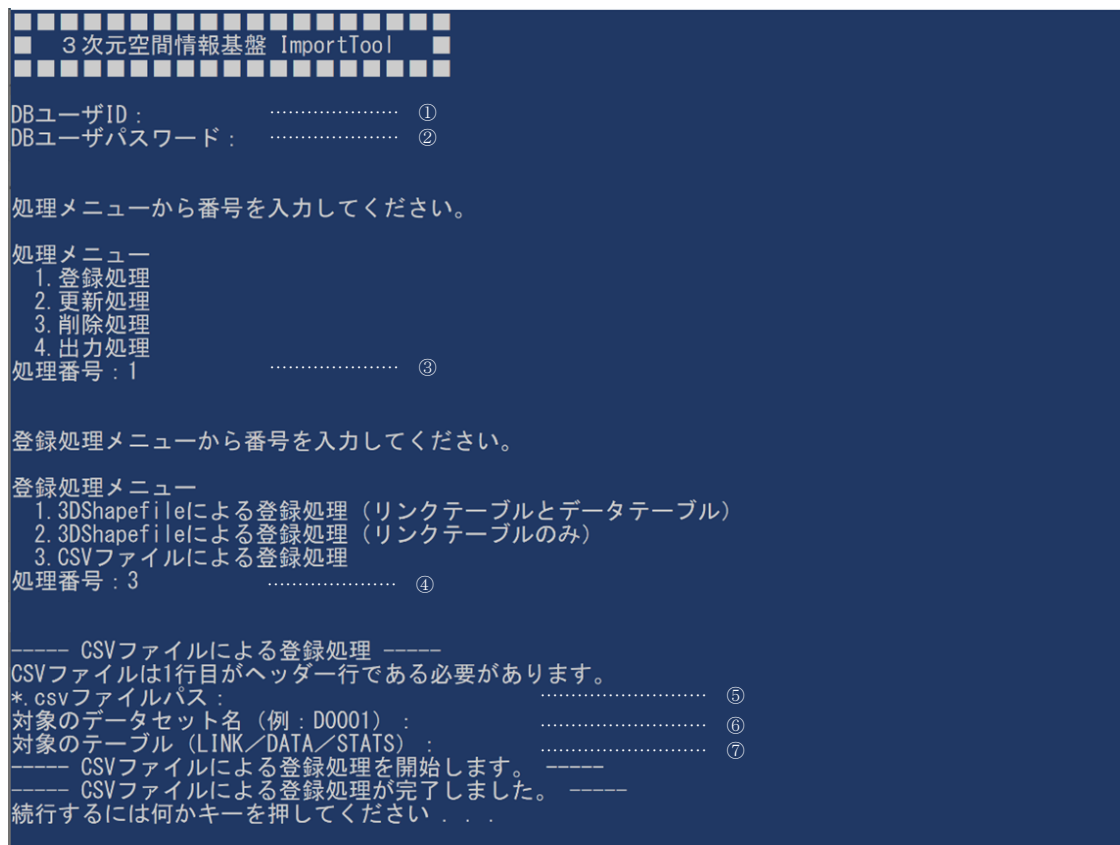 ■■■■■■■■■■■■■■■■■■■
■ ３次元空間情報基盤 ImportTool ■
■■■■■■■■■■■■■■■■■■■
DBユーザID： ………………… ①
DBユーザパスワード： ………………… ②
処理メニューから番号を入力してください。
処理メニュー
1.登録処理
2.更新処理
3.削除処理
4.出力処理
処理番号：1 ………………… ③
登録処理メニューから番号を入力してください。
登録処理メニュー
1.3DShapefileによる登録処理（リンクテーブルとデータテーブル）
2.3DShapefileによる登録処理（リンクテーブルのみ）
3.CSVファイルによる登録処理
処理番号：3 ………………… ④
----- CSVファイルによる登録処理 -----
CSVファイルは1行目がヘッダー行である必要があります。
*.csvファイルパス： ……………………… ⑤
対象のデータセット名（例：D0001）： ……………………… ⑥
対象のテーブル（LINK／DATA／STATS）： ……………………… ⑦
----- CSVファイルによる登録処理を開始します。 -----
----- CSVファイルによる登録処理が完了しました。 -----
続行するには何かキーを押してください . . .